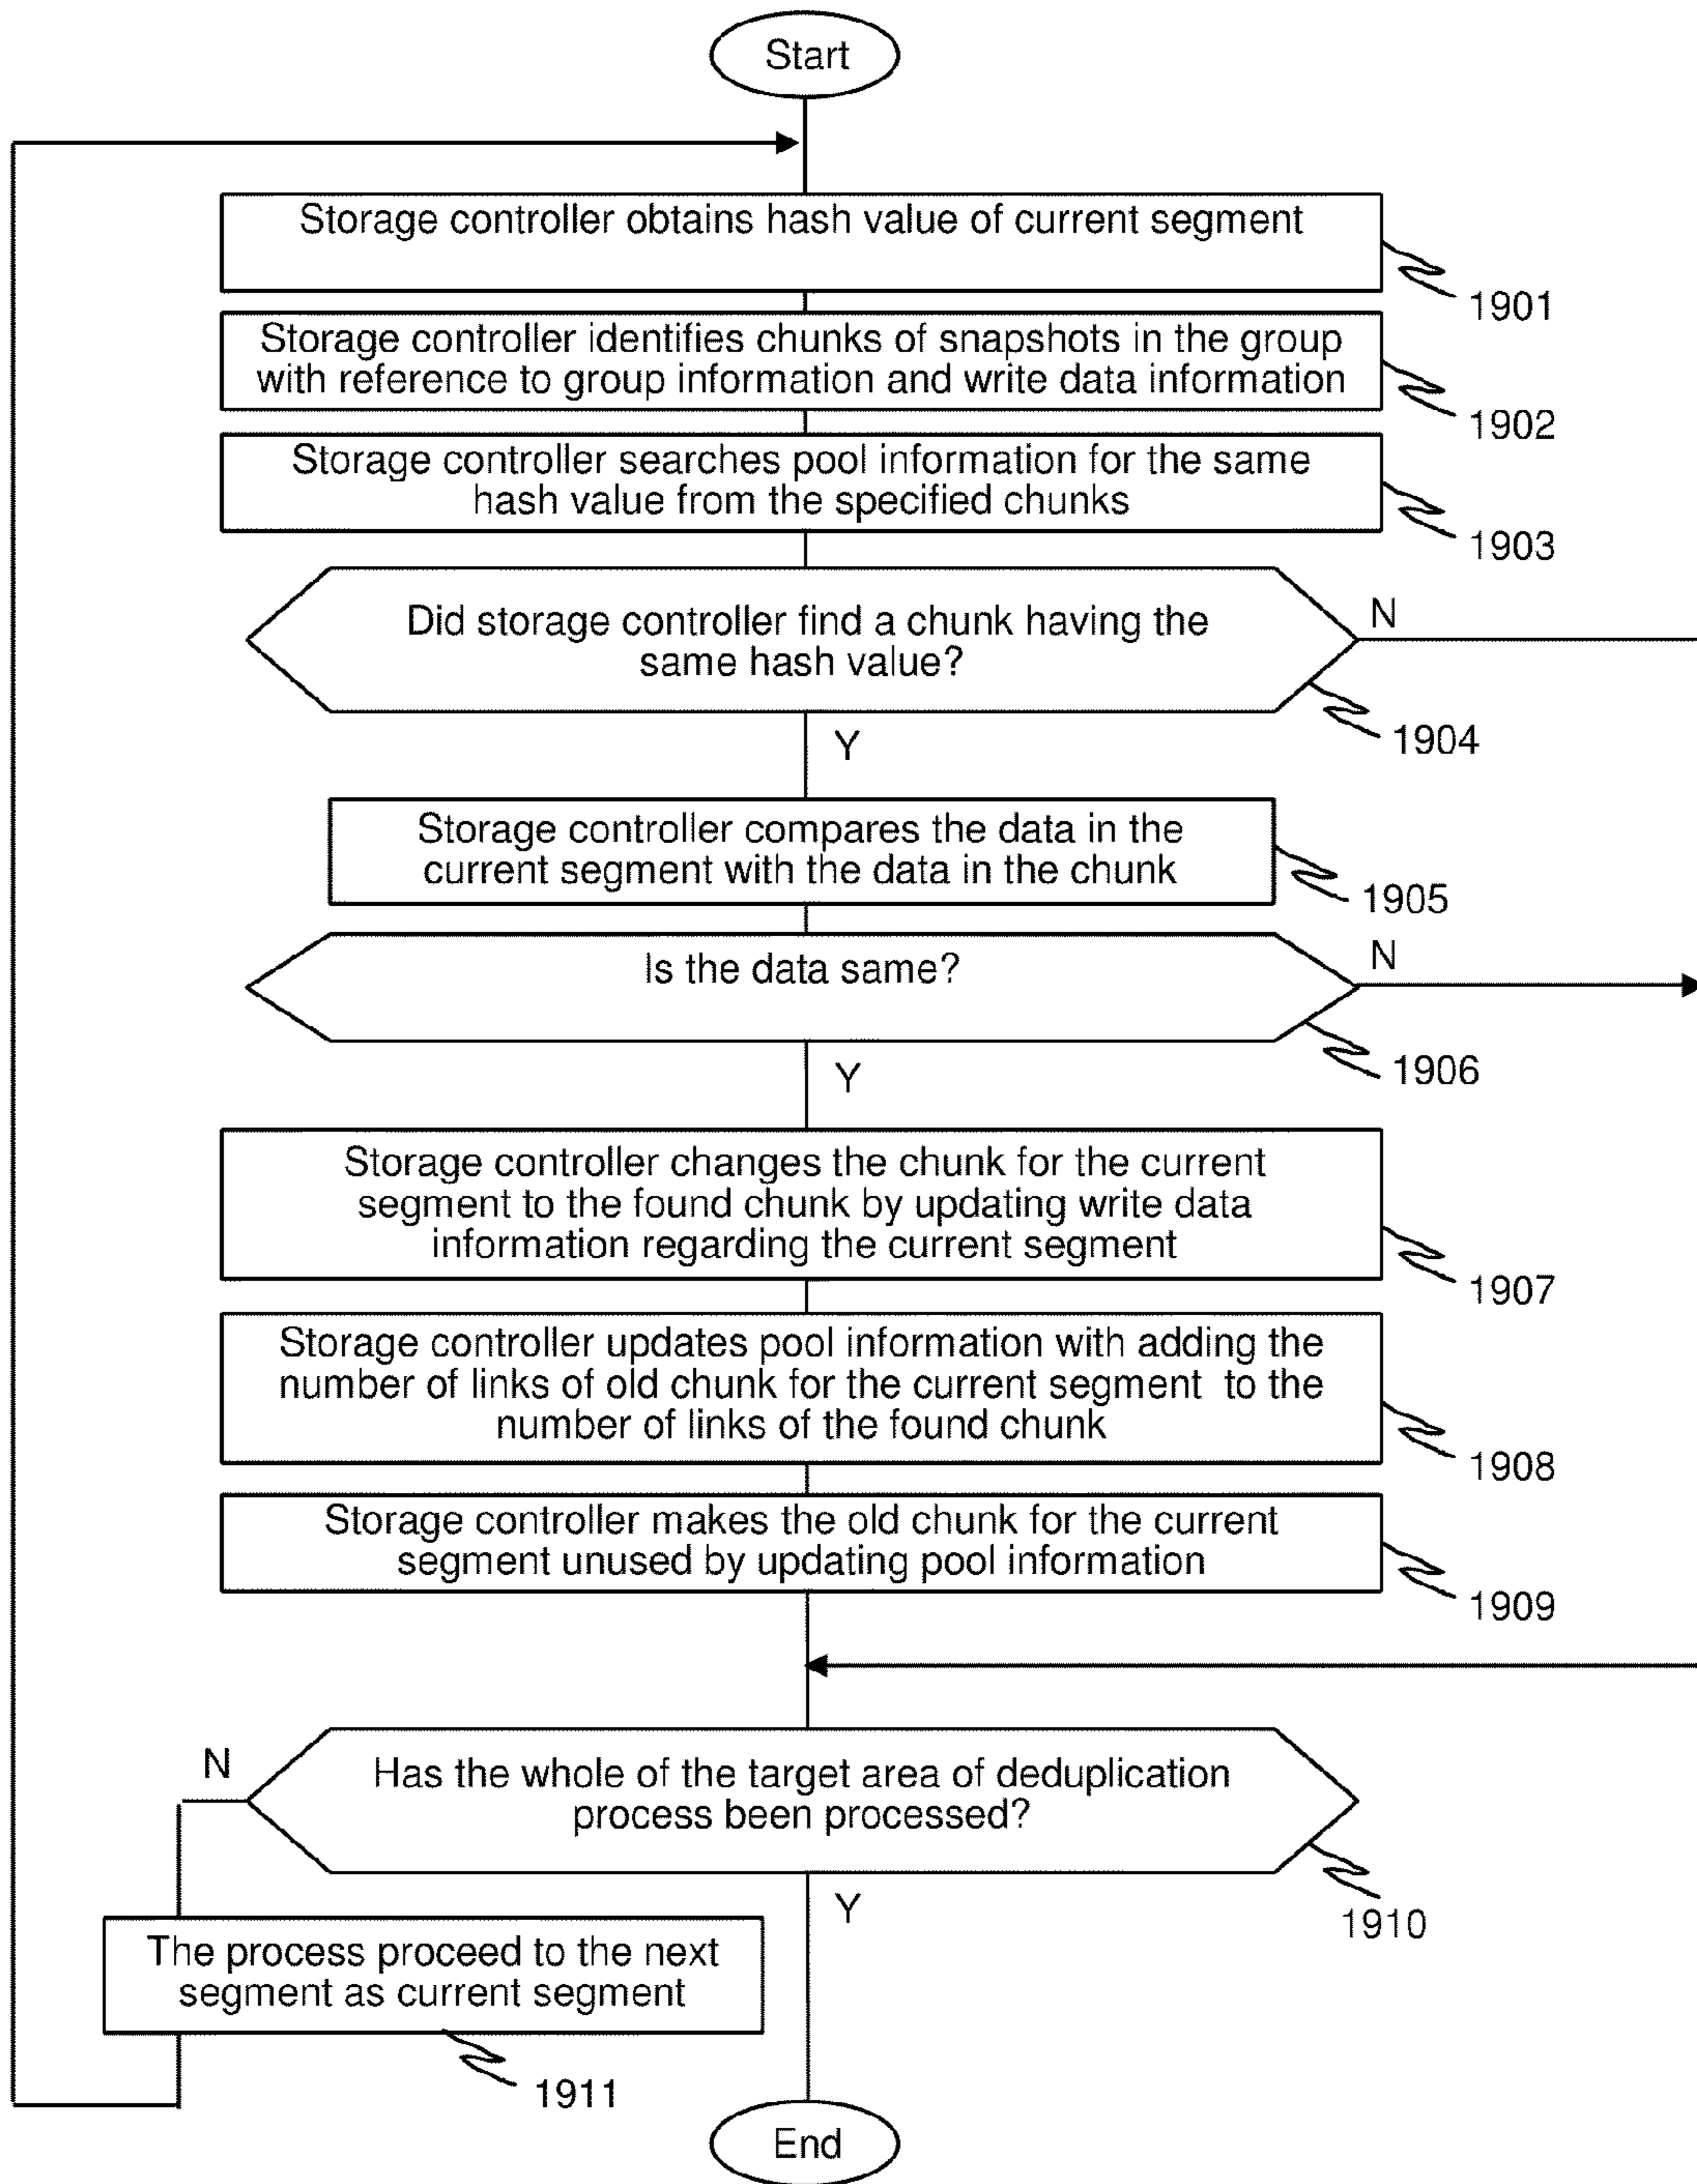 Start
Storage controller obtains hash value of current segment
1901
Storage controller identifies chunks of snapshots in the group
with reference to group information and write data information
1902
Storage controller searches pool information for the same
hash value from the specified chunks
1903
Did storage controller find a chunk having the
same hash value?
N
1904
Y
Storage controller compares the data in the
current segment with the data in the chunk
1905
Is the data same?
N
1906
Y
Storage controller changes the chunk for the current
segment to the found chunk by updating write data
information regarding the current segment
1907
Storage controller updates pool information with adding the
number of links of old chunk for the current segment to the
number of links of the found chunk
1908
Storage controller makes the old chunk for the current
segment unused by updating pool information
1909
N
Has the whole of the target area of deduplication
process been processed?
1910
Y
The process proceed to the next
segment as current segment
1911
End